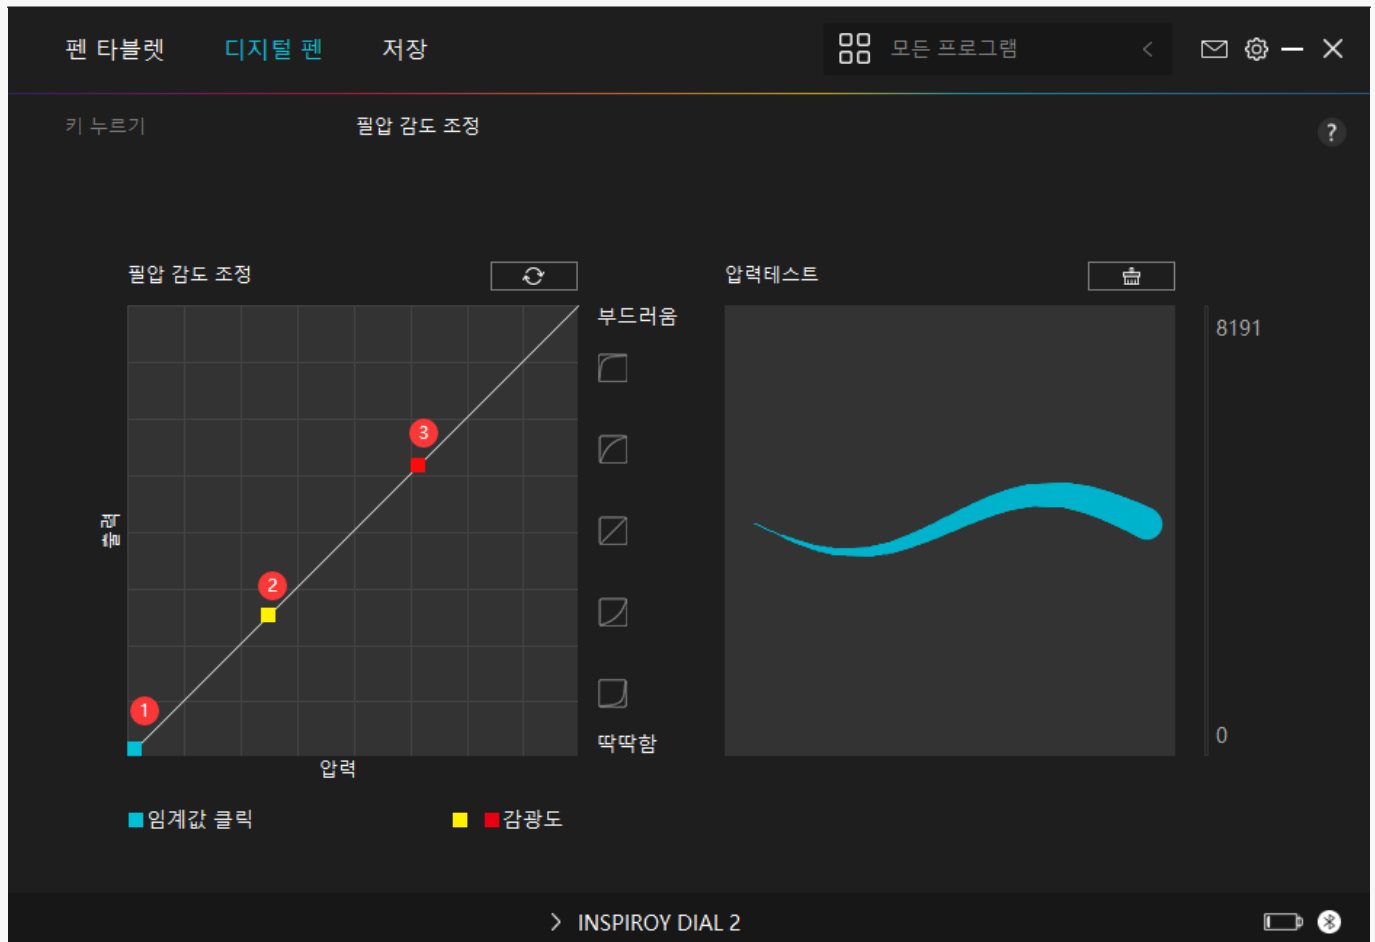 펜 타블렛 디지털 펜 저장 모든 프로그램
키 누르기 필압 감도 조정 ?
필압 감도 조정 압력테스트
부드러움
8191
3
출력
2
1
0
딱딱함
압력
임계값 클릭 감광도
INSPIROY DIAL 2